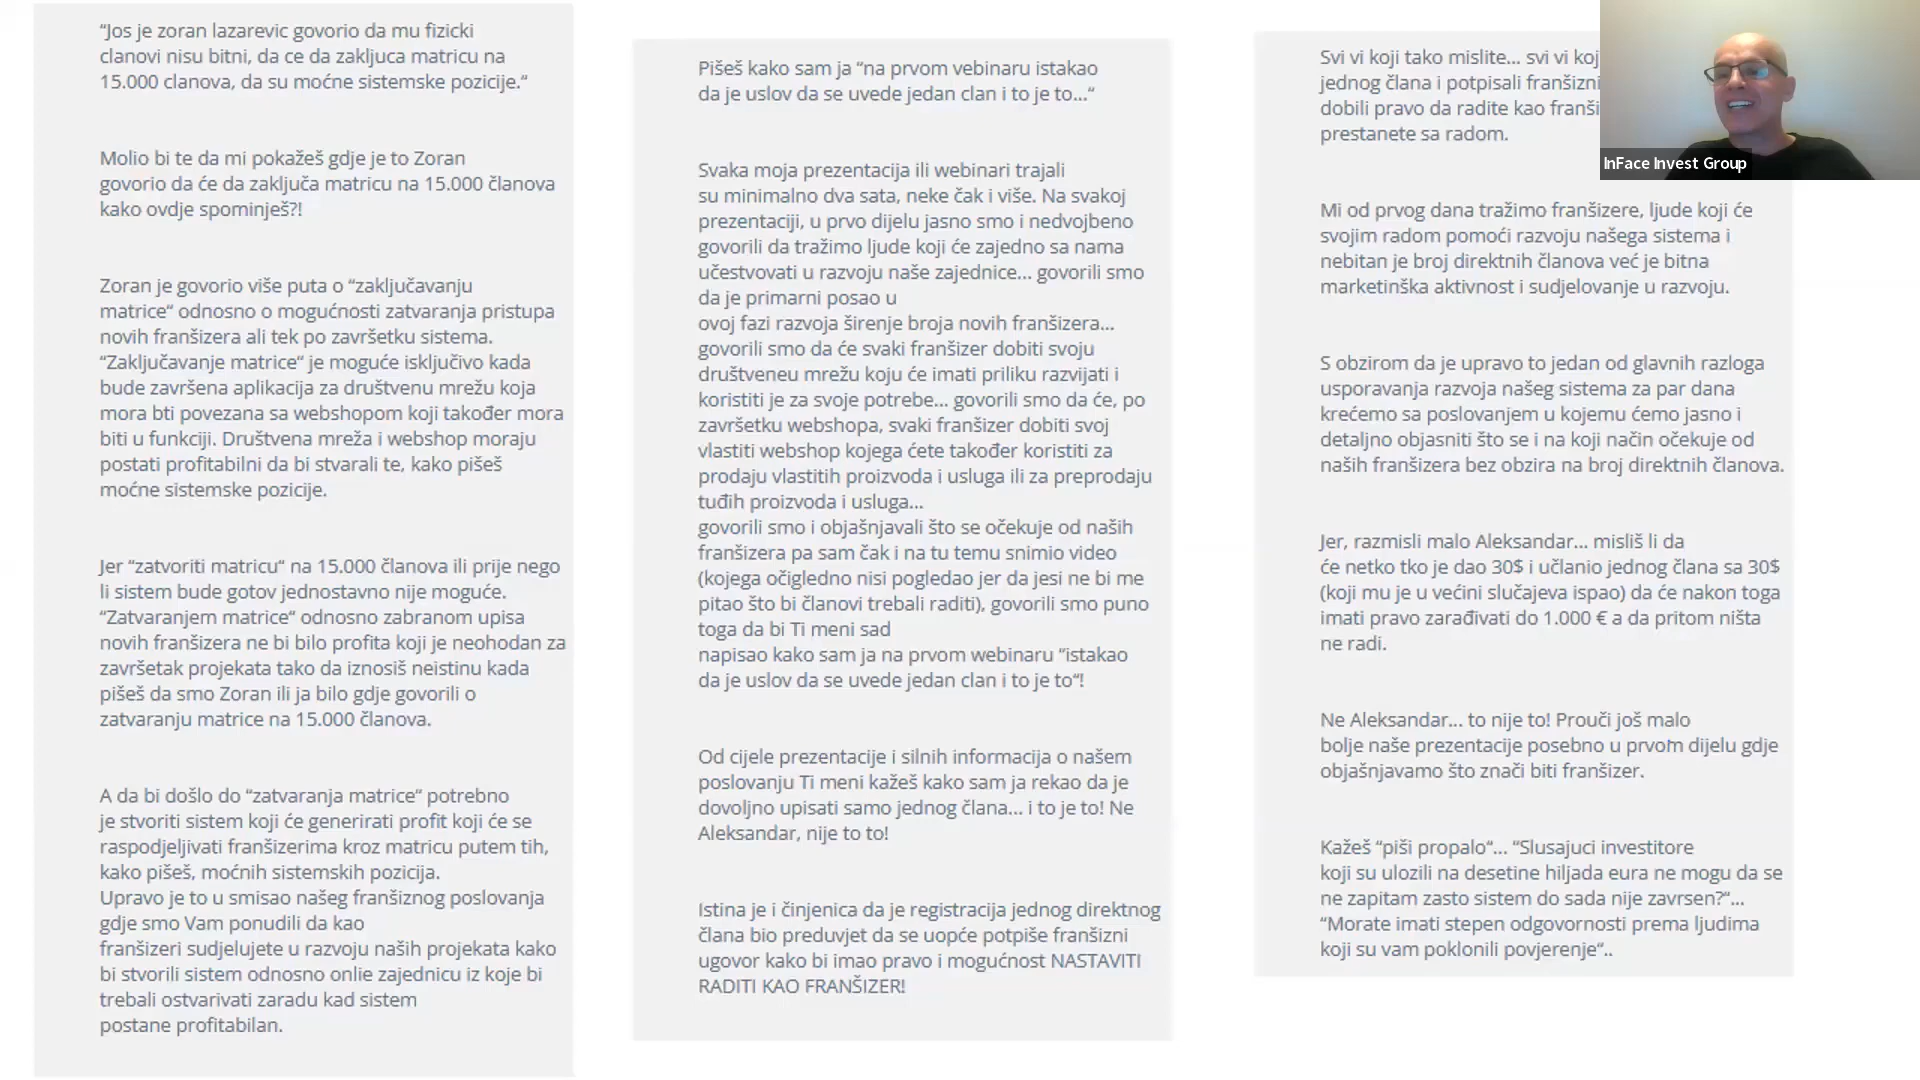 “Jos je zoran lazarevic govorio da mu fizicki
clanovi nisu bitni, da ce da zakljuca matricu na
15.000 clanova, da su moćne sistemske pozicije.“
Molio bi te da mi pokažeš gdje je to Zoran
govorio da će da zaključa matricu na 15.000 članova
kako ovdje spominješ?!
Zoran je govorio više puta o “zaključavanju
matrice“ odnosno o mogućnosti zatvaranja pristupa
novih franšizera ali tek po završetku sistema.
“Zaključavanje matrice“ je moguće isključivo kada
bude završena aplikacija za društvenu mrežu koja
mora bti povezana sa webshopom koji također mora
biti u funkciji. Društvena mreža i webshop moraju
postati profitabilni da bi stvarali te, kako pišeš
moćne sistemske pozicije.
Jer “zatvoriti matricu“ na 15.000 članova ili prije nego
li sistem bude gotov jednostavno nije moguće.
“Zatvaranjem matrice“ odnosno zabranom upisa
novih franšizera ne bi bilo profita koji je neohodan za
završetak projekata tako da iznosiš neistinu kada
pišeš da smo Zoran ili ja bilo gdje govorili o
zatvaranju matrice na 15.000 članova.
A da bi došlo do “zatvaranja matrice“ potrebno
je stvoriti sistem koji će generirati profit koji će se
raspodjeljivati franšizerima kroz matricu putem tih,
kako pišeš, moćnih sistemskih pozicija.
Upravo je to u smisao našeg franšiznog poslovanja
gdje smo Vam ponudili da kao
franšizeri sudjelujete u razvoju naših projekata kako
bi stvorili sistem odnosno onlie zajednicu iz koje bi
trebali ostvarivati zaradu kad sistem
postane profitabilan.
Pišeš kako sam ja “na prvom vebinaru istakao
da je uslov da se uvede jedan clan i to je to...“
Svaka moja prezentacija ili webinari trajali
su minimalno dva sata, neke čak i više. Na svakoj
prezentaciji, u prvo dijelu jasno smo i nedvojbeno
govorili da tražimo ljude koji će zajedno sa nama
učestvovati u razvoju naše zajednice... govorili smo
da je primarni posao u
ovoj fazi razvoja širenje broja novih franšizera...
govorili smo da će svaki franšizer dobiti svoju
društveneu mrežu koju će imati priliku razvijati i
koristiti je za svoje potrebe... govorili smo da će, po
završetku webshopa, svaki franšizer dobiti svoj
vlastiti webshop kojega ćete također koristiti za
prodaju vlastitih proizvoda i usluga ili za preprodaju
tuđih proizvoda i usluga...
govorili smo i objašnjavali što se očekuje od naših
franšizera pa sam čak i na tu temu snimio video
(kojega očigledno nisi pogledao jer da jesi ne bi me
pitao što bi članovi trebali raditi), govorili smo puno
toga da bi Ti meni sad
napisao kako sam ja na prvom webinaru “istakao
da je uslov da se uvede jedan clan i to je to“!
Od cijele prezentacije i silnih informacija o našem
poslovanju Ti meni kažeš kako sam ja rekao da je
dovoljno upisati samo jednog člana... i to je to! Ne
Aleksandar, nije to to!
Istina je i činjenica da je registracija jednog direktnog
člana bio preduvjet da se uopće potpiše franšizni
ugovor kako bi imao pravo i mogućnost NASTAVITI
RADITI KAO FRANŠIZER!
Svi vi koji tako mislite... svi vi koj
jednog člana i potpisali franšizni
dobili pravo da radite kao franši
prestanete sa radom.
Mi od prvog dana tražimo franšizere, ljude koji će
svojim radom pomoći razvoju našega sistema i
nebitan je broj direktnih članova već je bitna
marketinška aktivnost i sudjelovanje u razvoju.
S obzirom da je upravo to jedan od glavnih razloga
usporavanja razvoja našeg sistema za par dana
krećemo sa poslovanjem u kojemu ćemo jasno i
detaljno objasniti što se i na koji način očekuje od
naših franšizera bez obzira na broj direktnih članova.
Jer, razmisli malo Aleksandar... misliš li da
će netko tko je dao 30$ i učlanio jednog člana sa 30$
(koji mu je u većini slučajeva ispao) da će nakon toga
imati pravo zarađivati do 1.000 € a da pritom ništa
ne radi.
Ne Aleksandar... to nije to! Prouči još malo
bolje naše prezentacije posebno u prvom dijelu gdje
objašnjavamo što znači biti franšizer.
Kažeš “piši propalo“... “Slusajuci investitore
koji su ulozili na desetine hiljada eura ne mogu da se
ne zapitam zasto sistem do sada nije zavrsen?“...
“Morate imati stepen odgovornosti prema ljudima
koji su vam poklonili povjerenje“..
InFace Invest Group